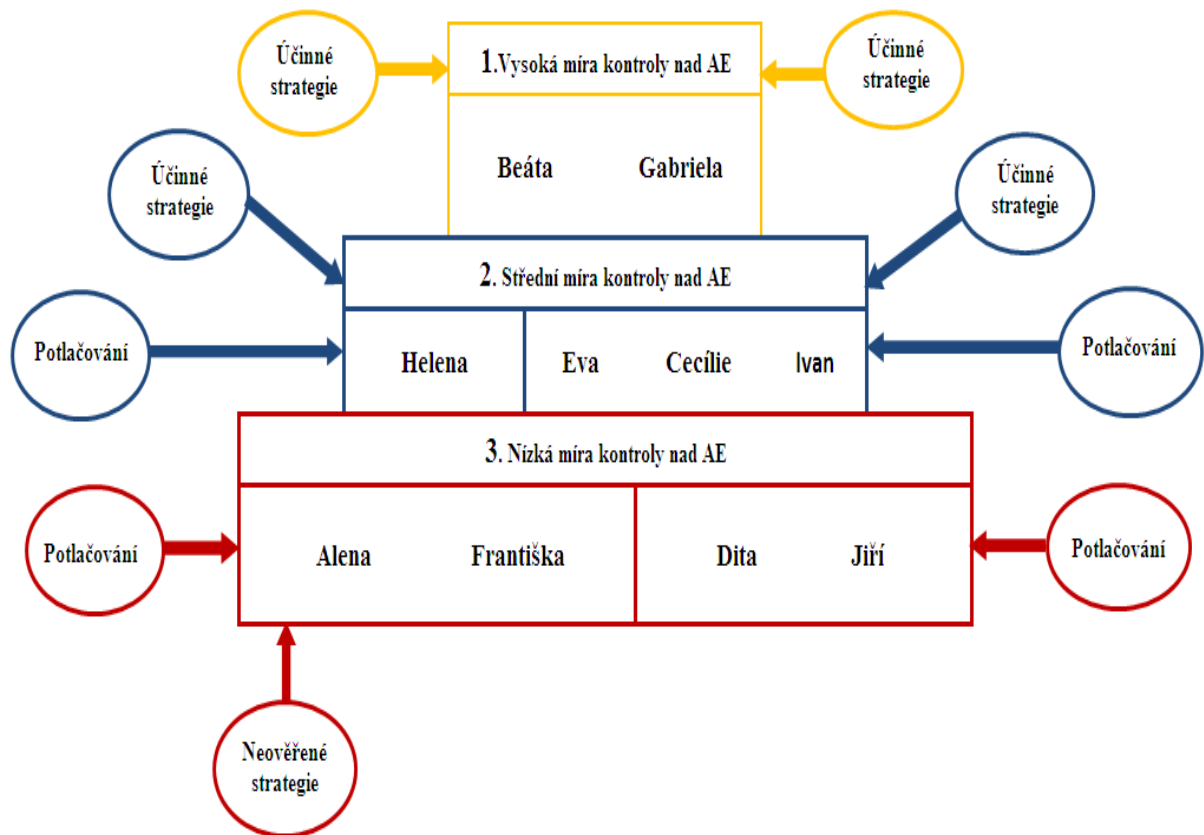 Účinné
strategie
1.Vysoká míra kontroly nad AE
Účinné
strategie
Beáta Gabriela
Účinné
strategie
Účinné
strategie
2. Střední míra kontroly nad AE
Potlačování
Helena Eva Cecílie Ivan
Potlačování
3. Nízká míra kontroly nad AE
Potlačování
Alena Františka Dita Jiří
Potlačování
Neověřené
strategie